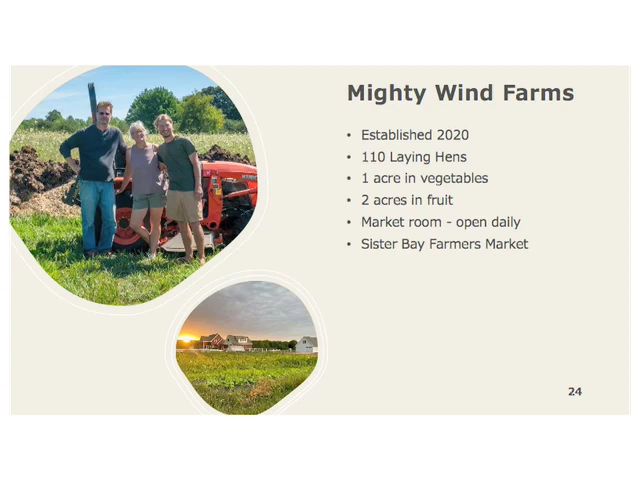 Mighty Wind Farms
• Established 2020
• 110 Laying Hens
• 1 acre in vegetables
• 2 acres in fruit
• Market room - open daily
• Sister Bay Farmers Market
24